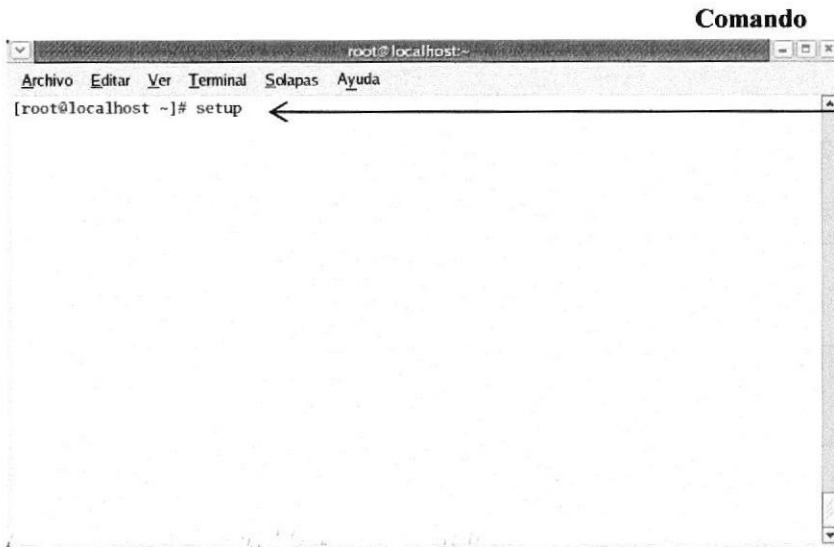 Comando
root@localhost:~
Archivo Editar Ver Terminal Solapas Ayuda
[root@localhost ~]# setup